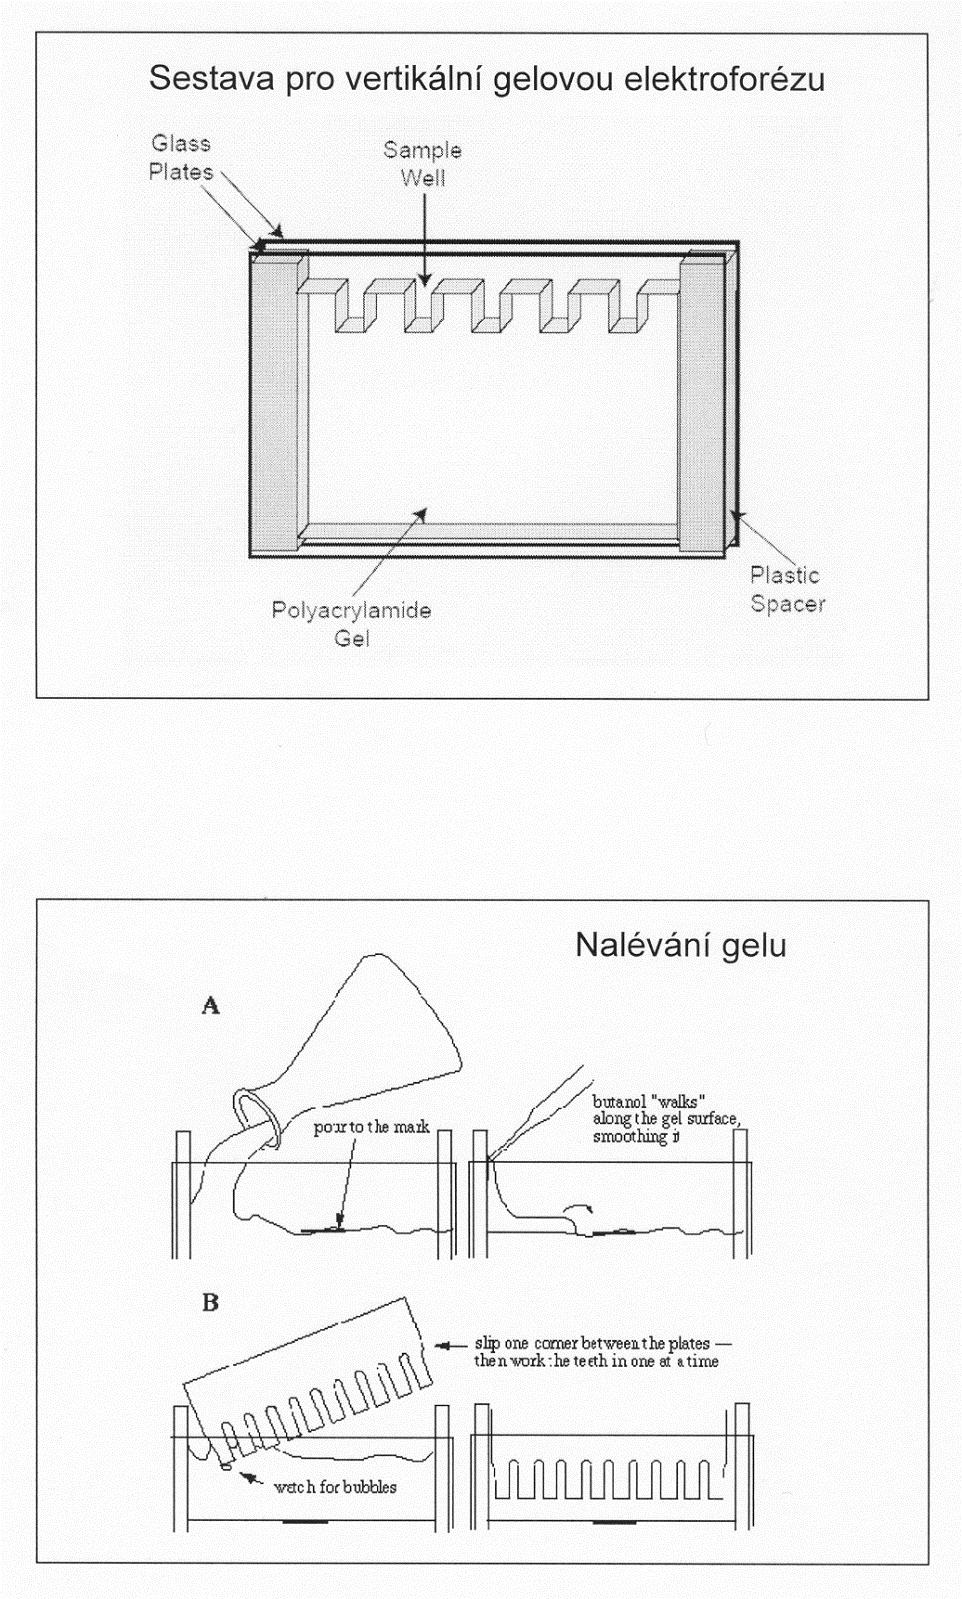 Sestava pro vertikální gelovou elektroforézu
Glass
Plates
Sample
Well
Polyacrylamide
Gel
Plastic
Spacer
Nalévání gelu
A
pour to the mark
butanol "walks"
along the gel surface,
smoothing it
B
slip one corner between the plates —
then work the teeth in one at a time
watch for bubbles